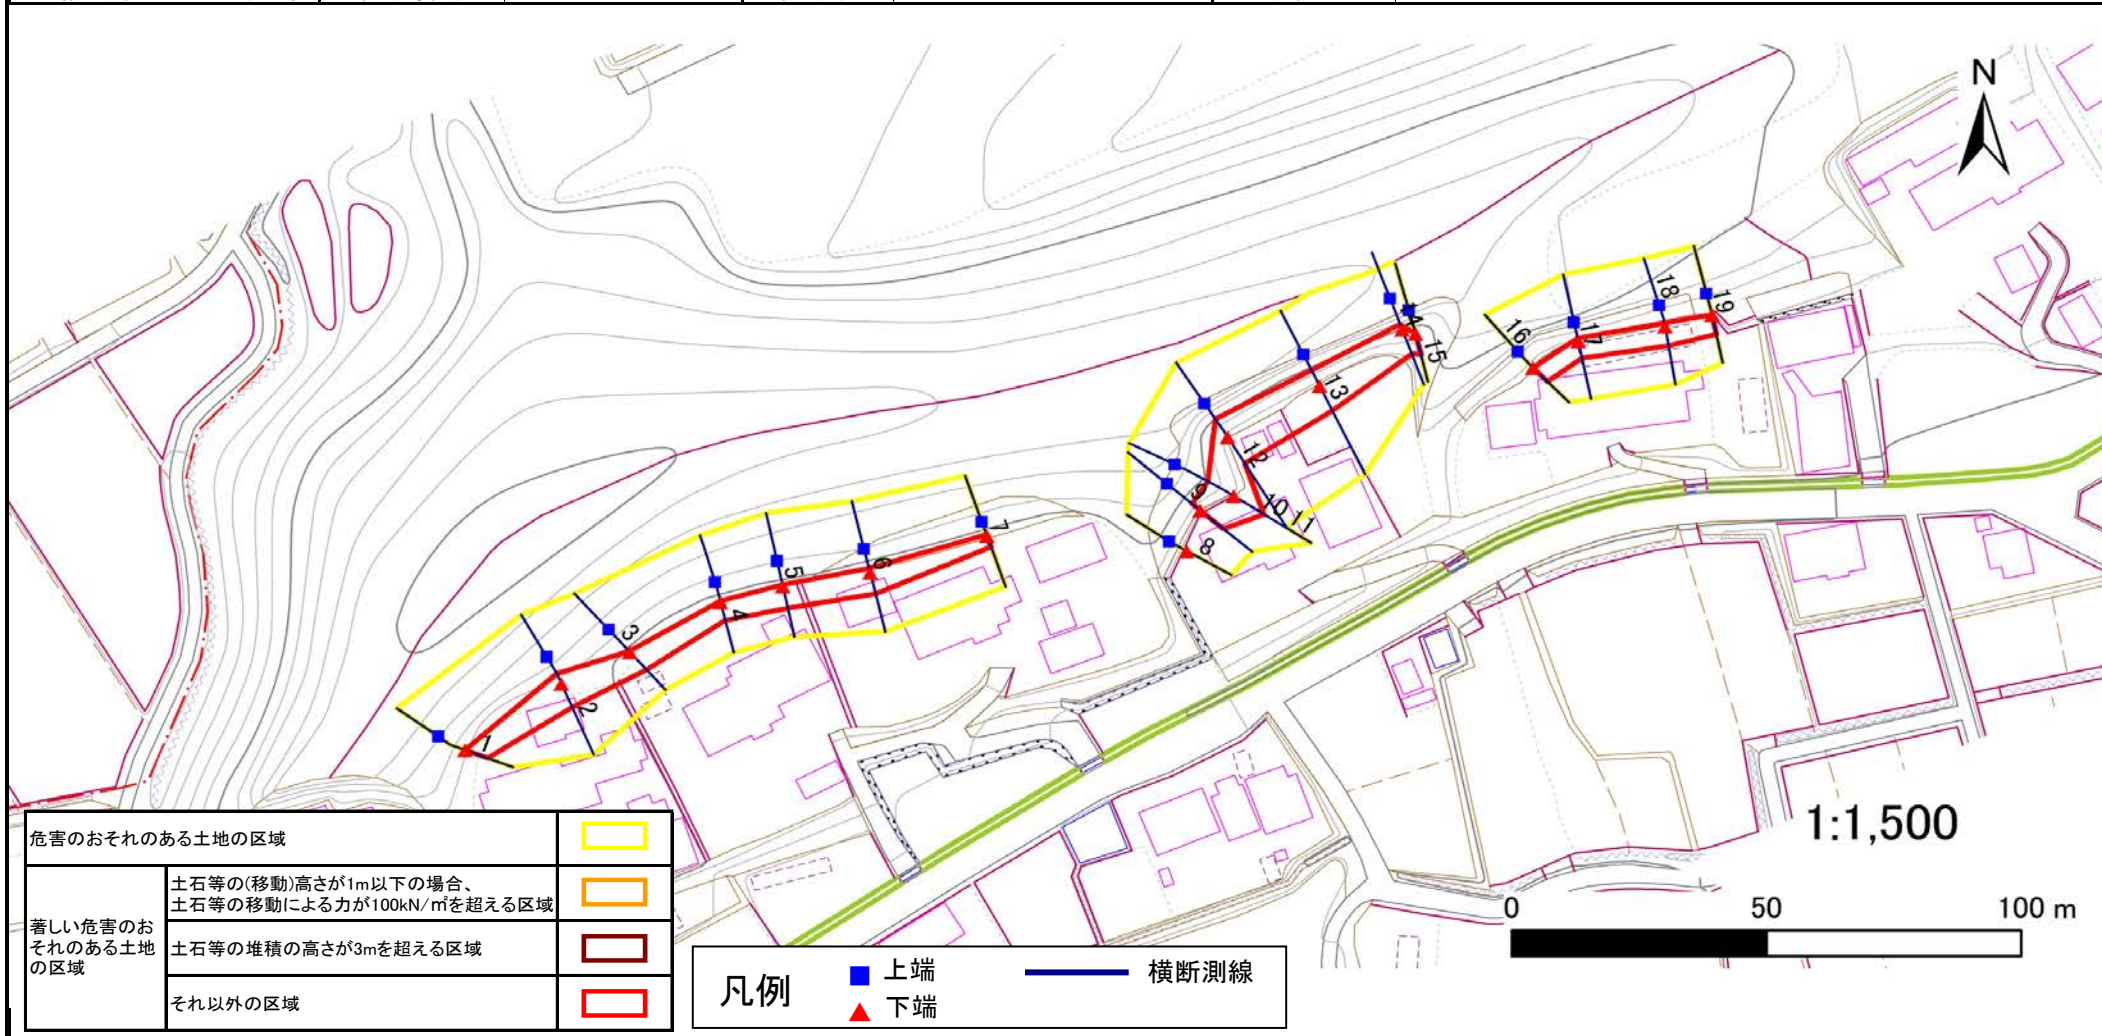 N
1
2
3
4
5
6
7
8
9
10
11
12
13
14
15
16
17
18
19
1:1,500
0 50 100 m
危害のおそれのある土地の区域
著しい危害のお
それのある土地
の区域
土石等の(移動)高さが1m以下の場合、
土石等の移動による力が100kN/㎡を超える区域
土石等の堆積の高さが3mを超える区域
それ以外の区域
凡例
上端
下端
横断測線